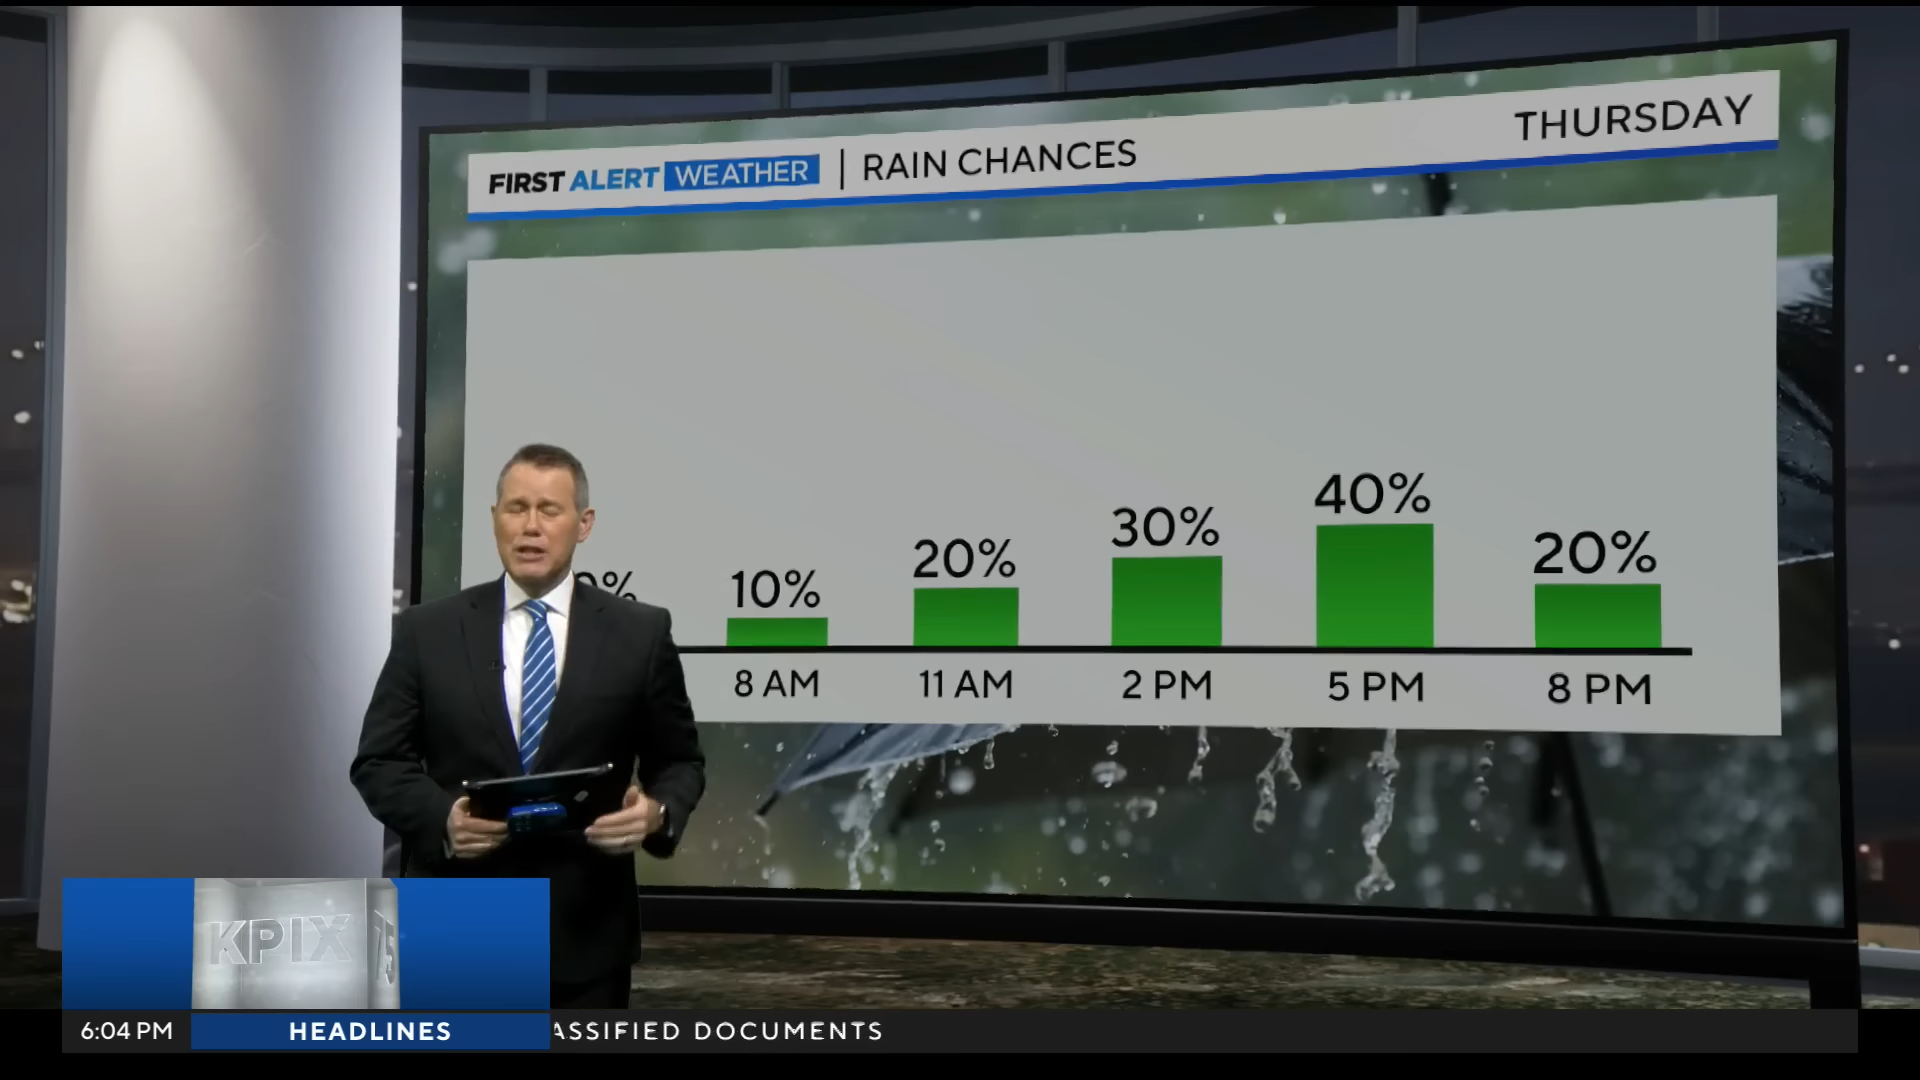 FIRST ALERT WEATHER | RAIN CHANCES
THURSDAY
10%
20%
30%
40%
20%
8 AM
11 AM
2 PM
5 PM
8 PM
KPIX
6:04 PM
HEADLINES
ASSIFIED DOCUMENTS